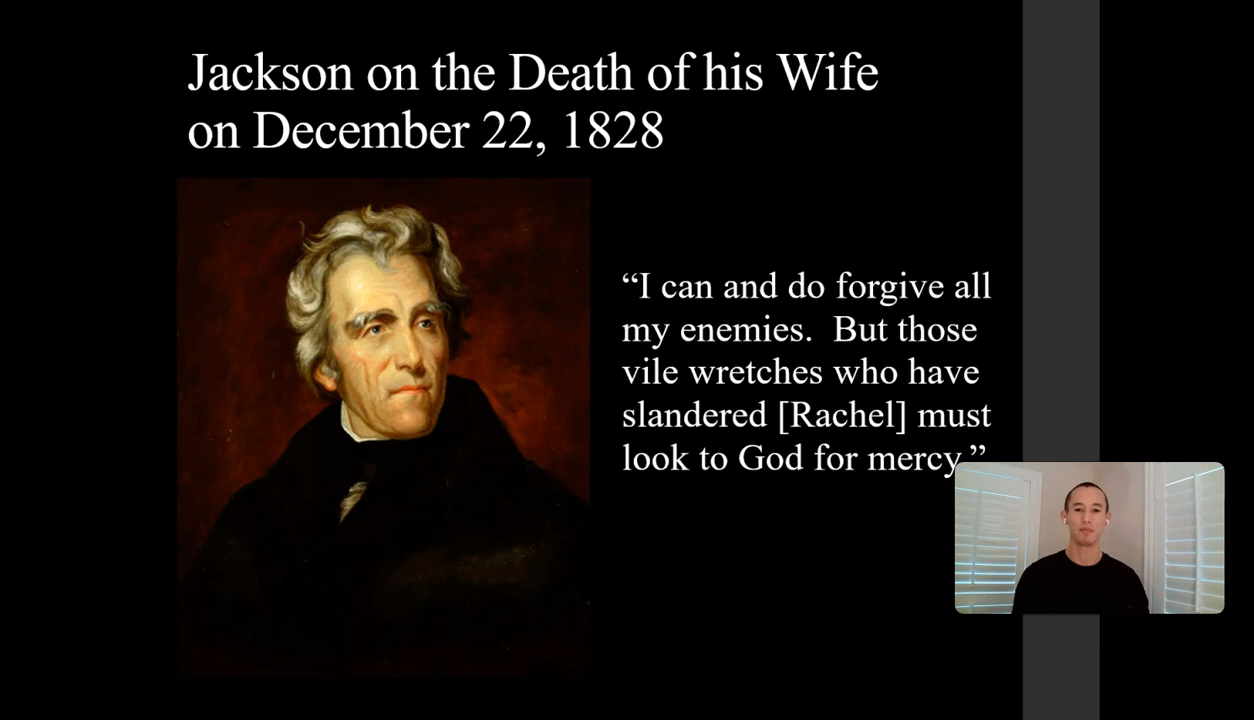 Jackson on the Death of his Wife
on December 22, 1828
“I can and do forgive all
my enemies.  But those
vile wretches who have
slandered [Rachel] must
look to God for mercy.”